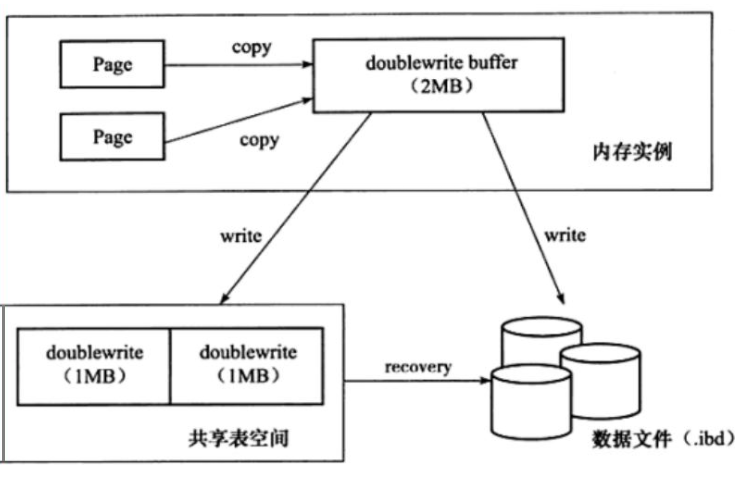 Page
copy
doublewrite buffer
（2MB）
Page
copy
内存实例
write
write
doublewrite
（1MB）
doublewrite
（1MB）
recovery
共享表空间
数据文件（.ibd）